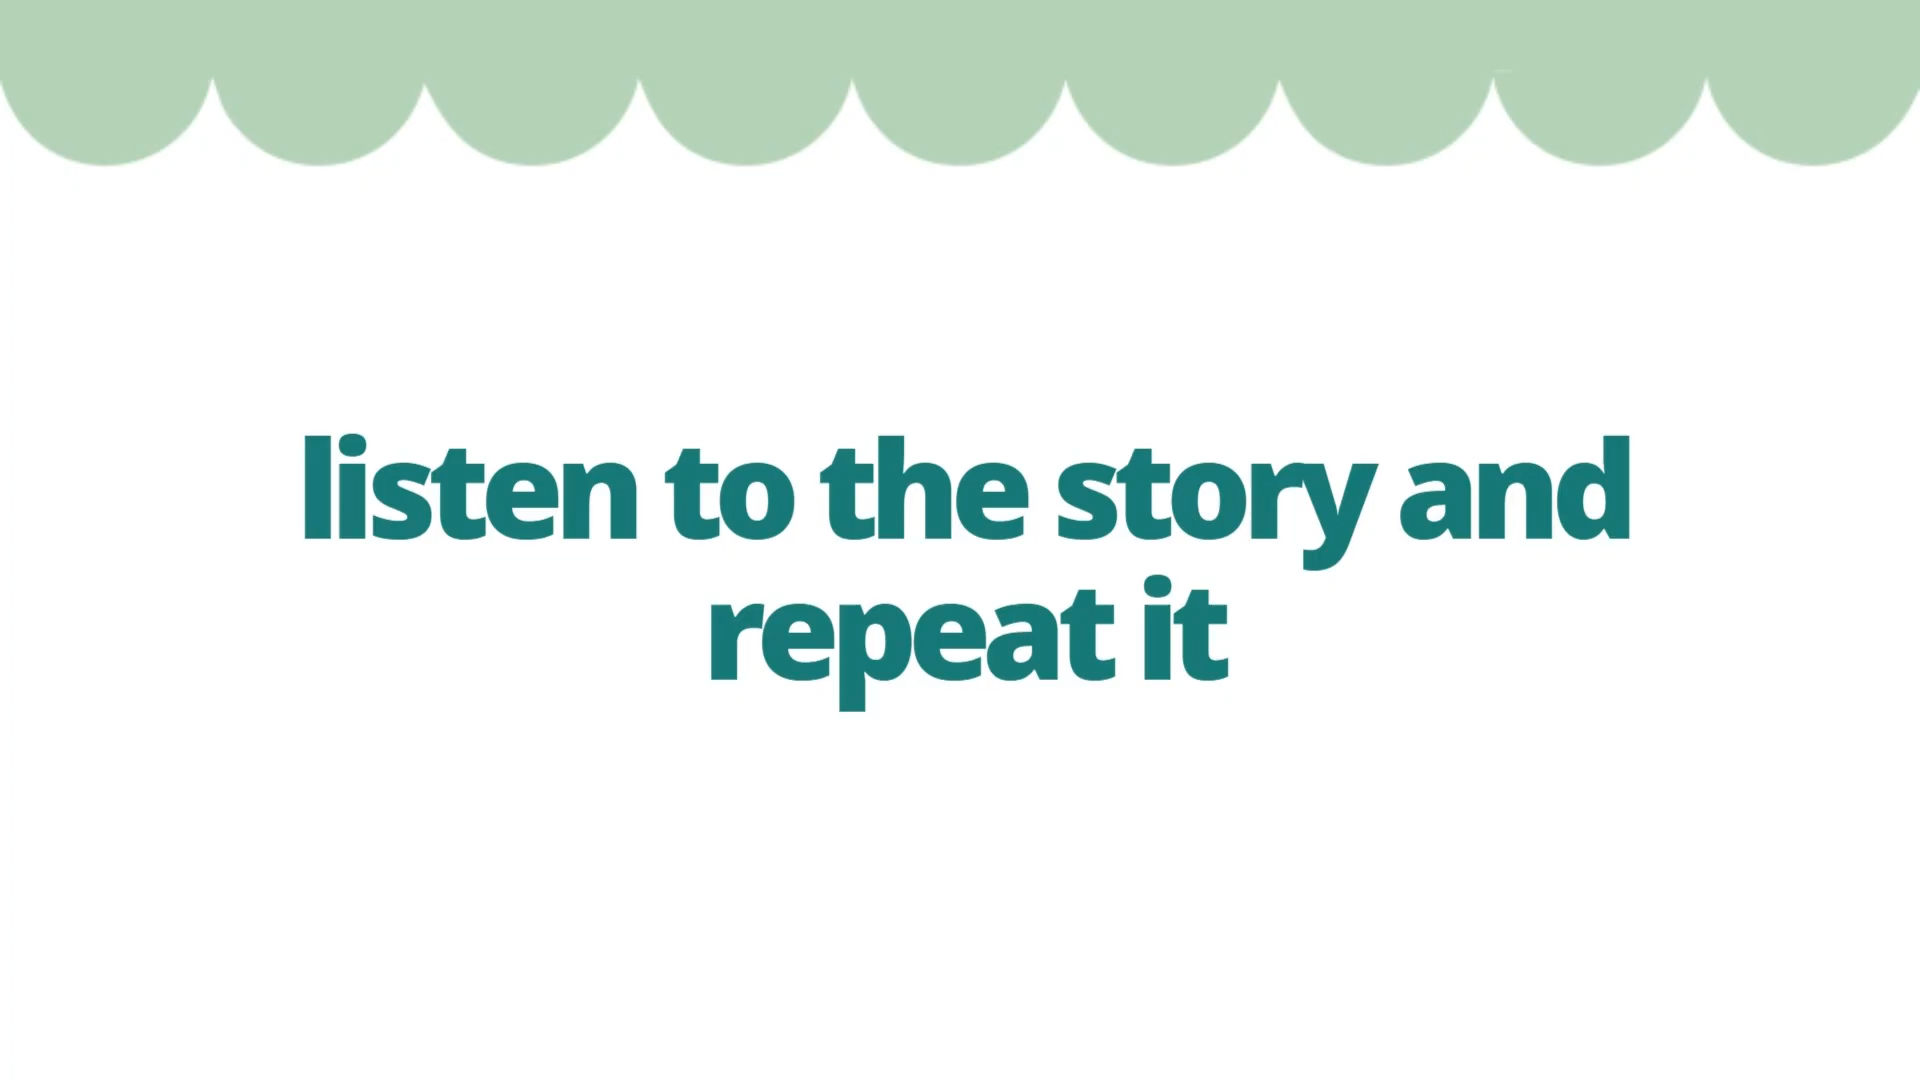 listen to the story and
repeat it